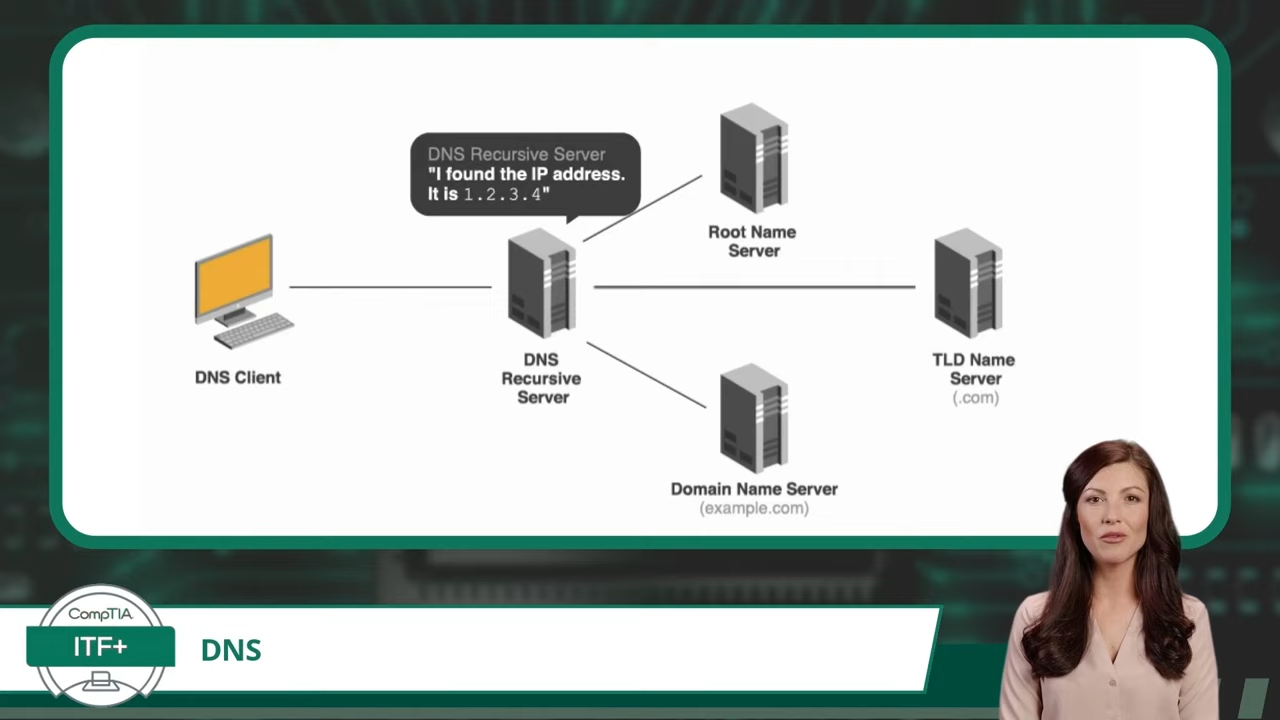 DNS Recursive Server
"I found the IP address.
It is 1.2.3.4"
Root Name
Server
DNS Client
DNS
Recursive
Server
TLD Name
Server
(.com)
Domain Name Server
(example.com)
CompTIA.
ITF+
DNS